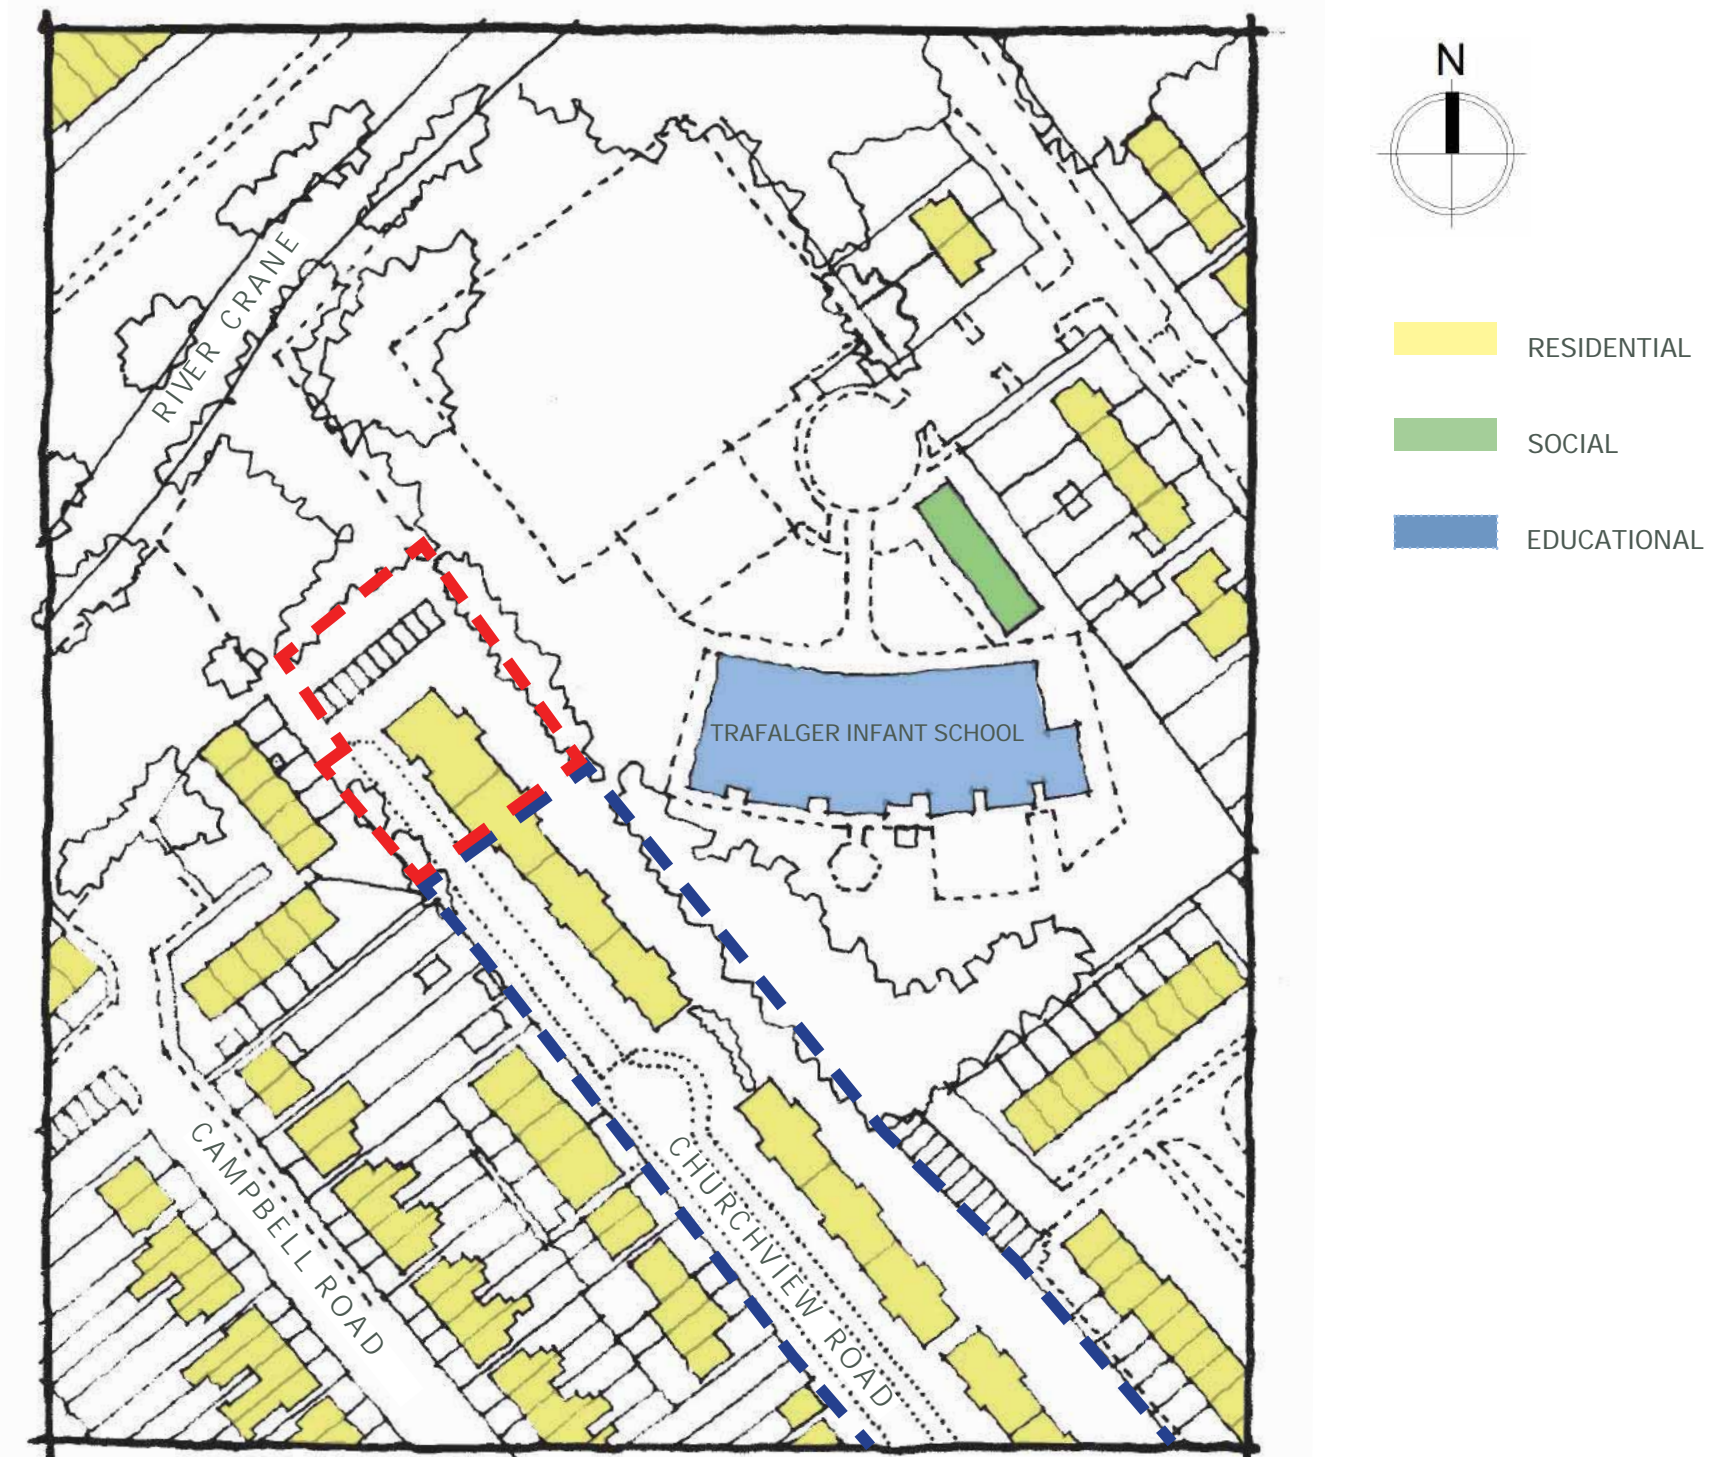 N
RESIDENTIAL
SOCIAL
EDUCATIONAL
RIVER CRANE
TRAFALGER INFANT SCHOOL
CAMPBELL ROAD
CHURCHVIEW ROAD